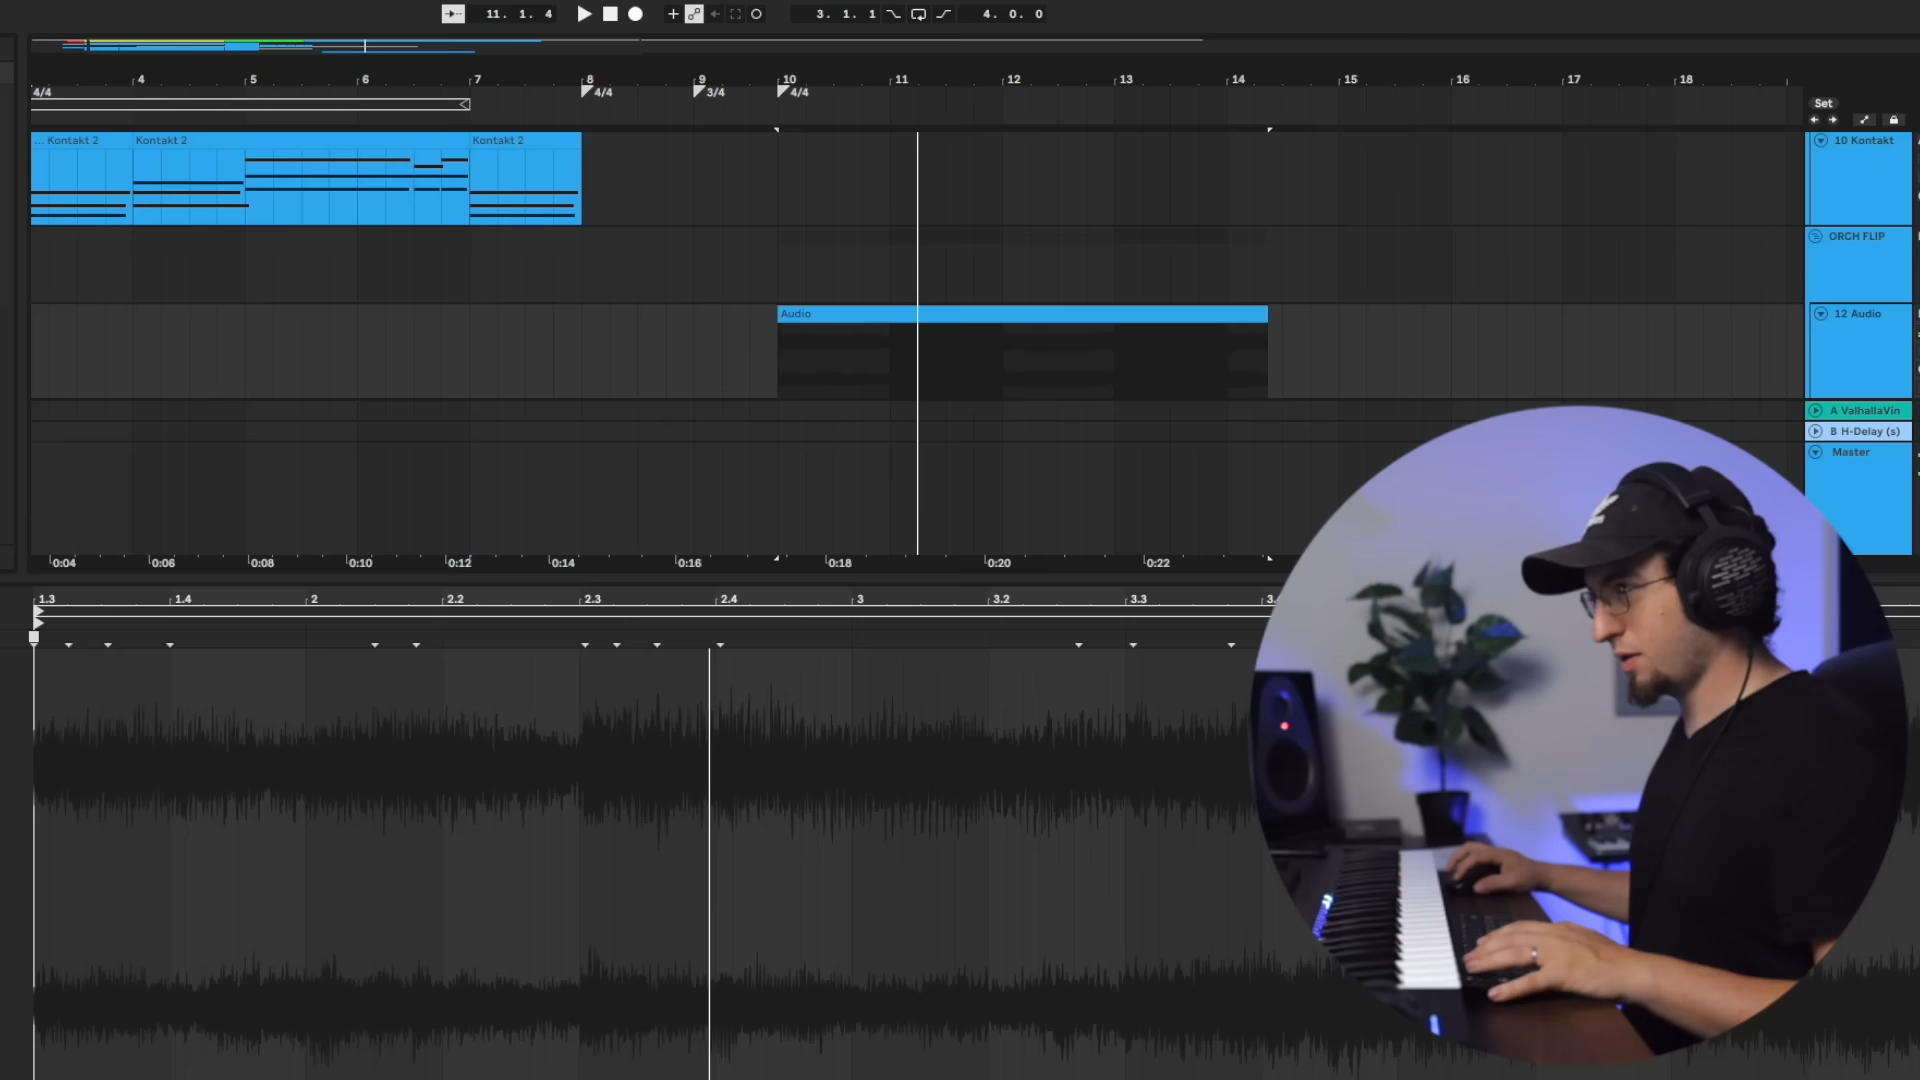 11. 1. 4
3. 1. 1
4. 0. 0
4 5 6 7 8 9 10 11 12 13 14 15 16 17 18
4/4 4/4 3/4 4/4
Set
... Kontakt 2 Kontakt 2 Kontakt 2
10 Kontakt
ORCH FLIP
Audio
12 Audio
A ValhallaVin
B H-Delay (s)
Master
0:04 0:06 0:08 0:10 0:12 0:14 0:16 0:18 0:20 0:22
1.3 1.4 2 2.2 2.3 2.4 3 3.2 3.3